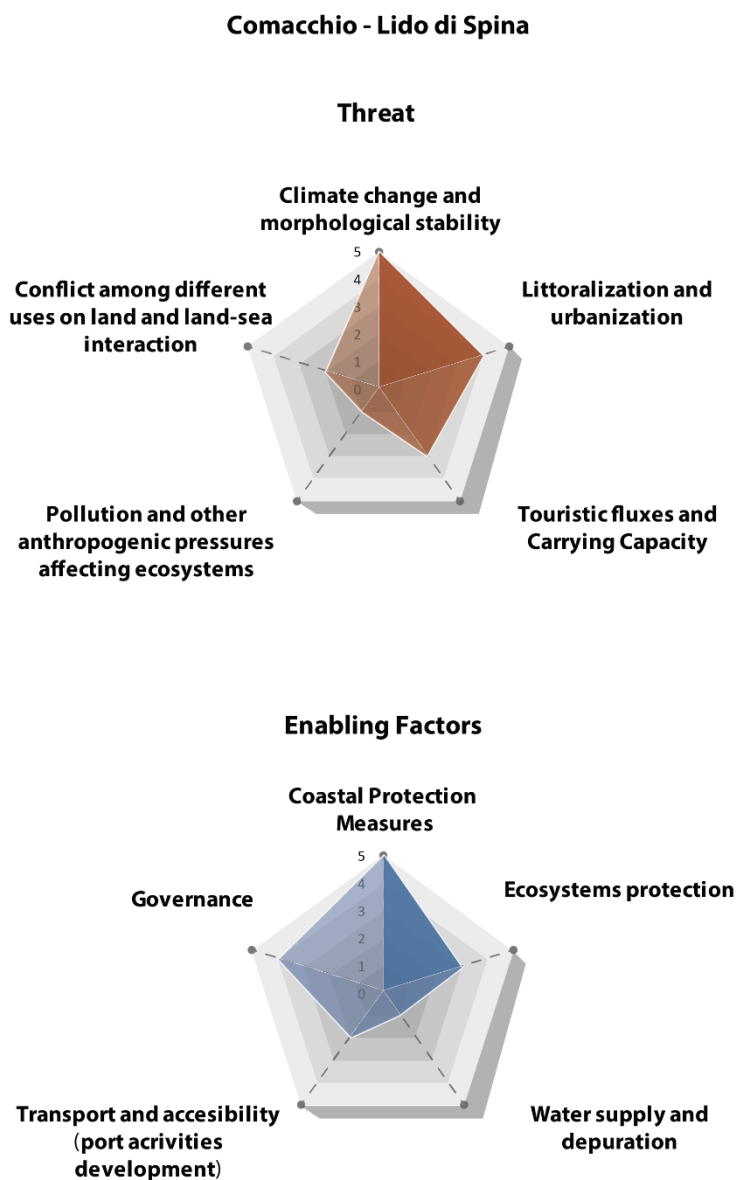 Comacchio - Lido di Spina
Threat
Climate change and
morphological stability
5
4
3
2
1
0
Conflict among different
uses on land and land-sea
interaction
Littoralization and
urbanization
Pollution and other
anthropogenic pressures
affecting ecosystems
Touristic fluxes and
Carrying Capacity
Enabling Factors
Coastal Protection
Measures
5
4
3
2
1
0
Governance
Ecosystems protection
Transport and accesibility
(port acrivities
development)
Water supply and
depuration